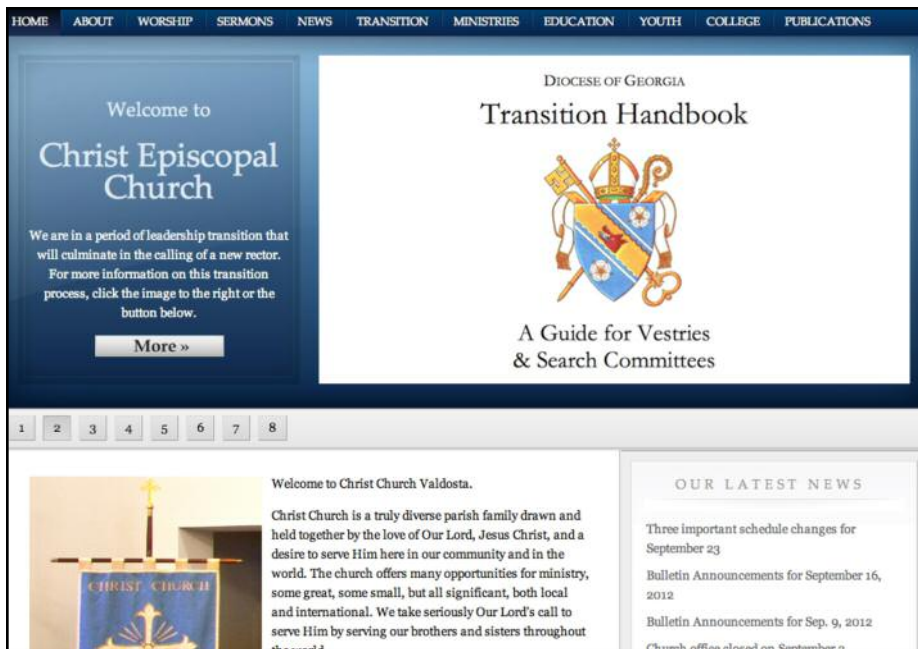 HOME ABOUT WORSHIP SERMONS NEWS TRANSITION MINISTRIES EDUCATION YOUTH COLLEGE PUBLICATIONS
Welcome to
Christ Episcopal
Church
We are in a period of leadership transition that
will culminate in the calling of a new rector.
For more information on this transition
process, click the image to the right or the
button below.
More »
DIOCESE OF GEORGIA
Transition Handbook
A Guide for Vestries
& Search Committees
1 2 3 4 5 6 7 8
CHRIST CHURCH
Welcome to Christ Church Valdosta.
Christ Church is a truly diverse parish family drawn and
held together by the love of Our Lord, Jesus Christ, and a
desire to serve Him here in our community and in the
world. The church offers many opportunities for ministry,
some great, some small, but all significant, both local
and international. We take seriously Our Lord's call to
serve Him by serving our brothers and sisters throughout
the world.
OUR LATEST NEWS
Three important schedule changes for
September 23
Bulletin Announcements for September 16,
2012
Bulletin Announcements for Sep. 9, 2012
Church office closed on September